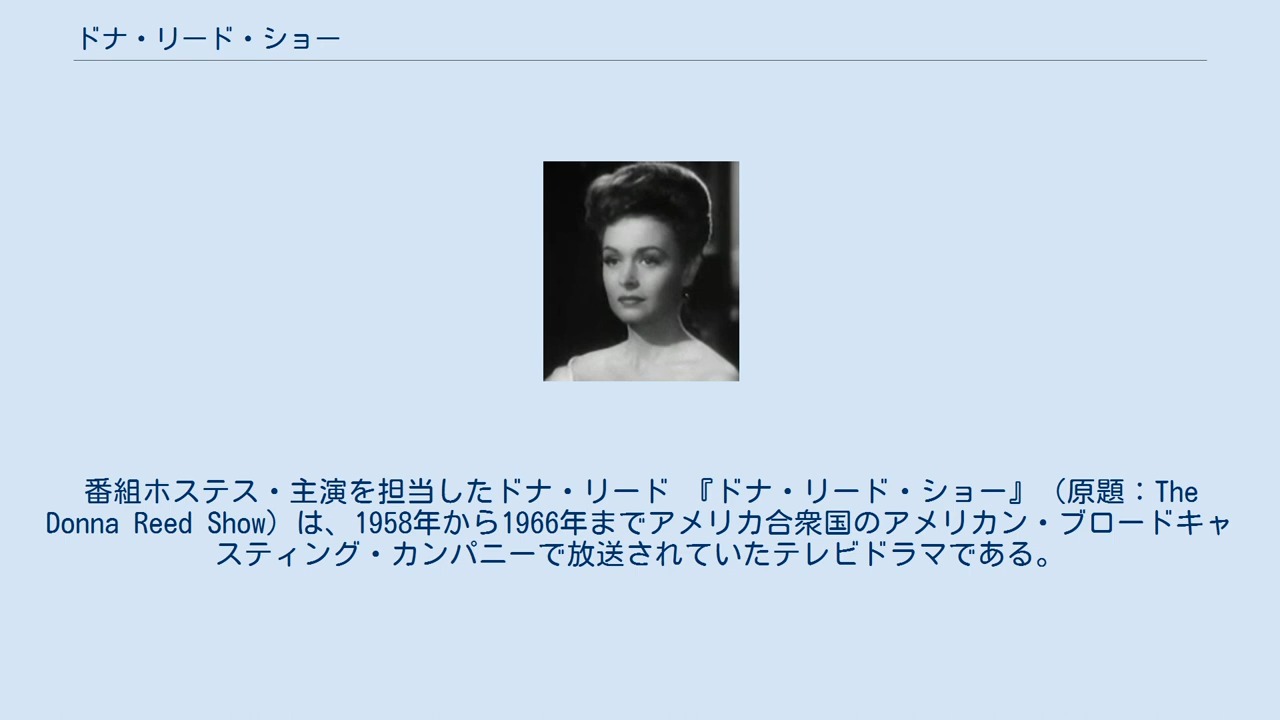 ドナ・リード・ショー
番組ホステス・主演を担当したドナ・リード 『ドナ・リード・ショー』（原題：The
Donna Reed Show）は、1958年から1966年までアメリカ合衆国のアメリカン・ブロードキャ
スティング・カンパニーで放送されていたテレビドラマである。